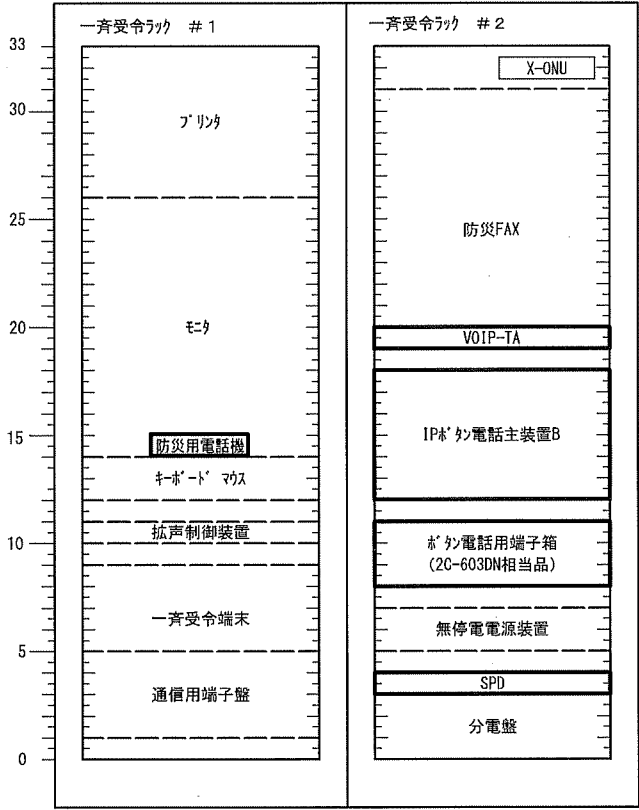 一斉受令ラック #1
一斉受令ラック #2
33
30
25
20
15
10
5
0
プリンタ
モニタ
防災用電話機
キーボード マウス
拡声制御装置
一斉受令端末
通信用端子盤
X-ONU
防災FAX
VOIP-TA
IPボタン電話主装置B
ボタン電話用端子箱
(2C-603DN相当品)
無停電電源装置
SPD
分電盤